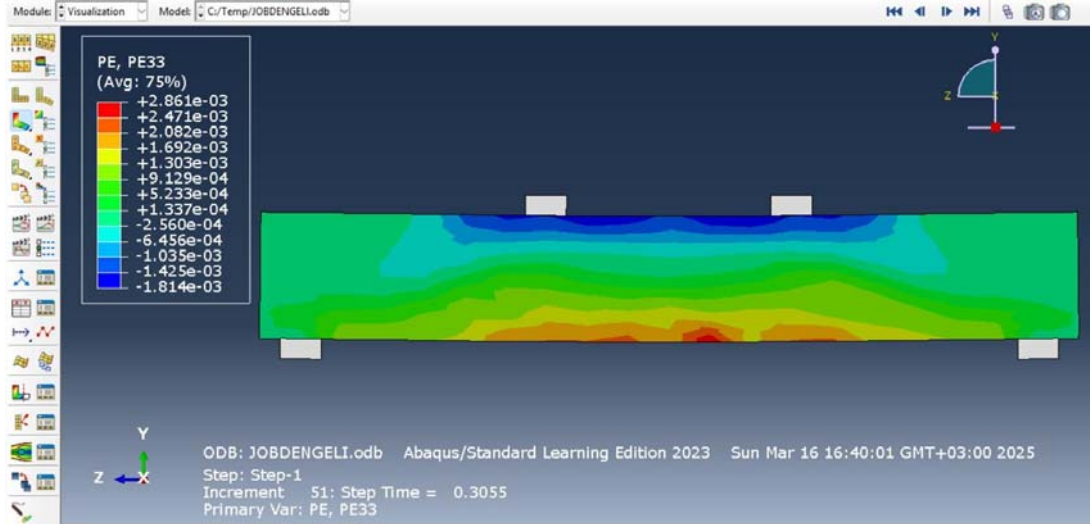 Module: Visualization Model: C:/Temp/JOBDENGELI.odb
PE, PE33
(Avg: 75%)
+2.861e-03
+2.471e-03
+2.082e-03
+1.692e-03
+1.303e-03
+9.129e-04
+5.233e-04
+1.337e-04
-2.560e-04
-6.456e-04
-1.035e-03
-1.425e-03
-1.814e-03
Y
Z
Y
Z
X
ODB: JOBDENGELI.odb Abaqus/Standard Learning Edition 2023 Sun Mar 16 16:40:01 GMT+03:00 2025
Step: Step-1
Increment 51: Step Time = 0.3055
Primary Var: PE, PE33